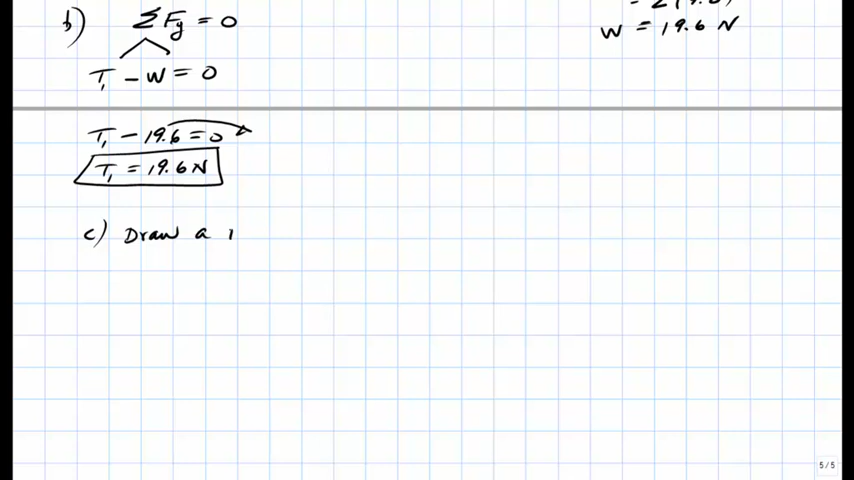 b) ΣFy = 0
W = 19.6 N
T₁ - W = 0
T₁ - 19.6 = 0
T₁ = 19.6 N
c) Draw a
5 / 5